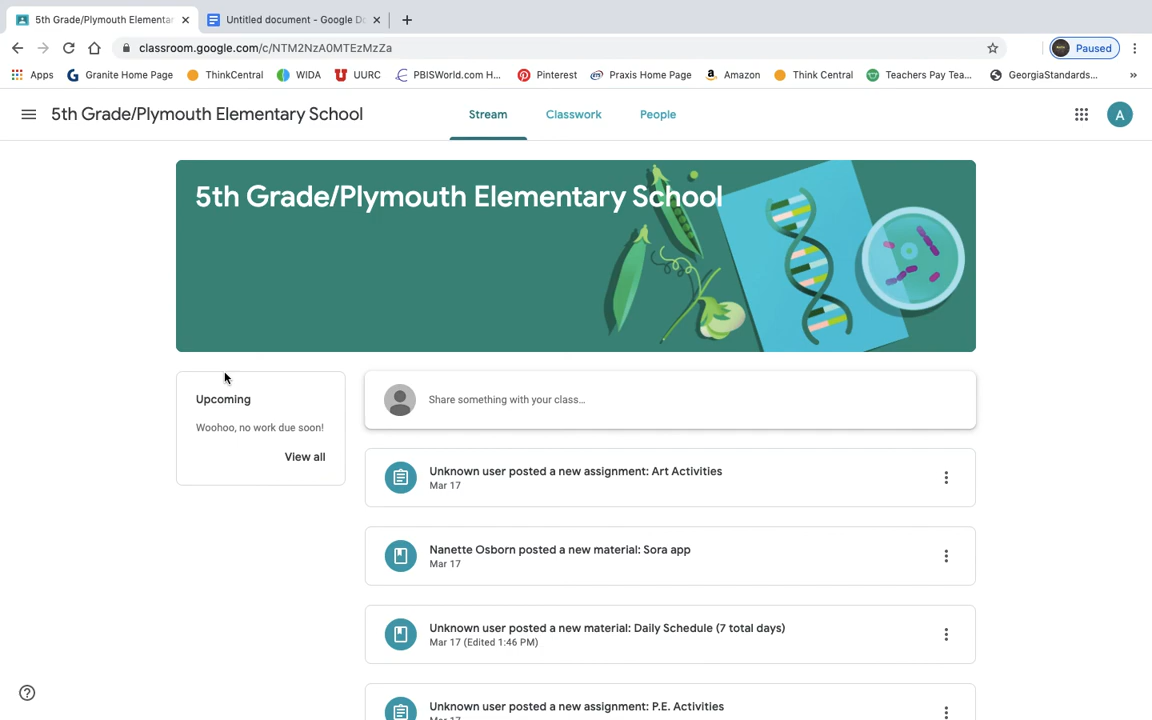 5th Grade/Plymouth Elementar
Untitled document - Google Do
classroom.google.com/c/NTM2NzA0MTEzMzZa
Paused
Apps
Granite Home Page
ThinkCentral
WIDA
UURC
PBISWorld.com H...
Pinterest
Praxis Home Page
Amazon
Think Central
Teachers Pay Tea...
GeorgiaStandards...
5th Grade/Plymouth Elementary School
Stream
Classwork
People
A
5th Grade/Plymouth Elementary School
Upcoming
Woohoo, no work due soon!
View all
Share something with your class...
Unknown user posted a new assignment: Art Activities
Mar 17
Nanette Osborn posted a new material: Sora app
Mar 17
Unknown user posted a new material: Daily Schedule (7 total days)
Mar 17 (Edited 1:46 PM)
Unknown user posted a new assignment: P.E. Activities
Mar 17